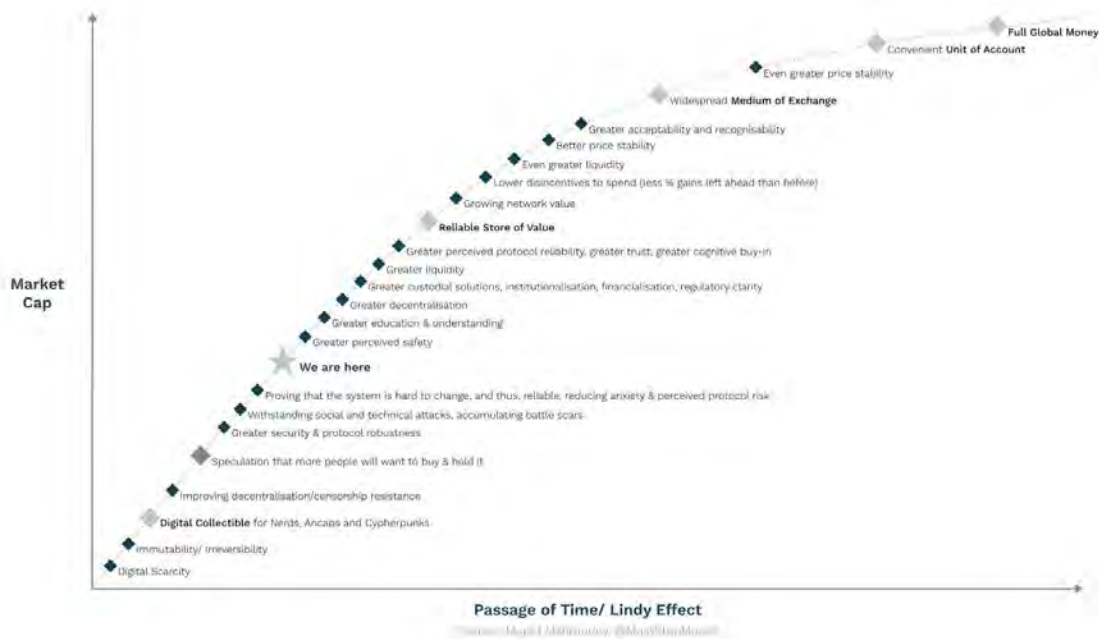 Full Global Money
Convenient Unit of Account
Even greater price stability
Widespread Medium of Exchange
Greater acceptability and recognisability
Better price stability
Even greater liquidity
Lower disincentives to spend (less % gains left ahead than before)
Growing network value
Reliable Store of Value
Greater perceived protocol reliability, greater trust, greater cognitive buy-in
Greater liquidity
Market
Cap
Greater custodial solutions, institutionalisation, financialisation, regulatory clarity
Greater decentralisation
Greater education & understanding
Greater perceived safety
We are here
Proving that the system is hard to change, and thus, reliable, reducing anxiety & perceived protocol risk
Withstanding social and technical attacks, accumulating battle scars
Greater security & protocol robustness
Speculation that more people will want to buy & hold it
Improving decentralisation/censorship resistance
Digital Collectible for Nerds, Ancaps and Cypherpunks
Immutability/ Irreversibility
Digital Scarcity
Passage of Time/ Lindy Effect